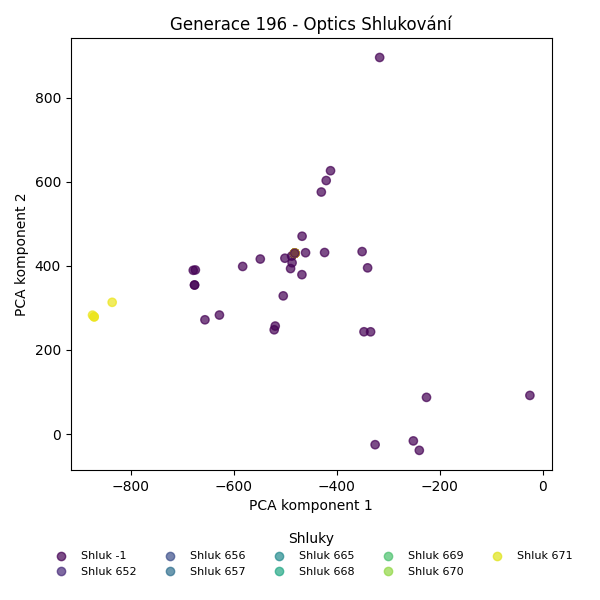 Generace 196 - Optics Shlukování
PCA komponent 2
800
600
400
200
0
−800
−600
−400
−200
0
PCA komponent 1
Shluky
Shluk -1
Shluk 656
Shluk 665
Shluk 669
Shluk 671
Shluk 652
Shluk 657
Shluk 668
Shluk 670